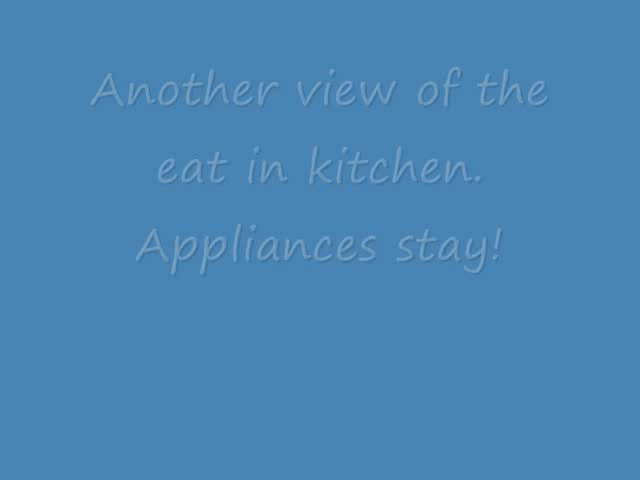 Another view of the
eat in kitchen.
Appliances stay!